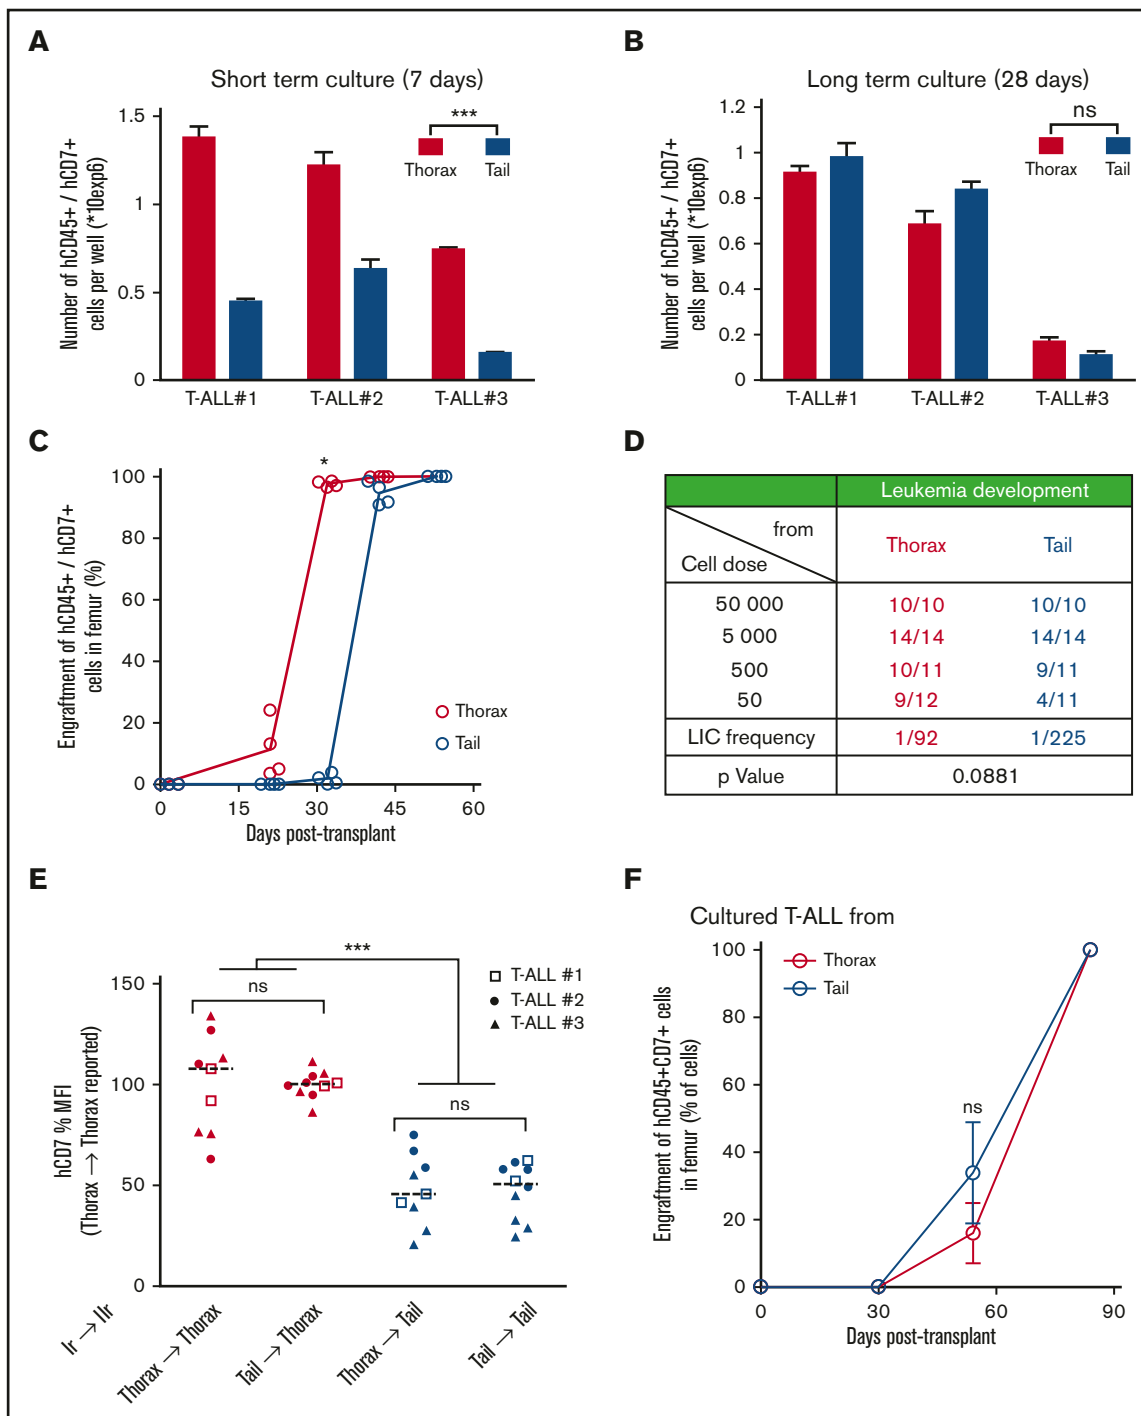 A
Short term culture (7 days)
Number of hCD45+ / hCD7+
cells per well (*10exp6)
1.5
1
0.5
0
***
Thorax
Tail
T-ALL#1
T-ALL#2
T-ALL#3
B
Long term culture (28 days)
Number of hCD45+ / hCD7+
cells per well (*10exp6)
1.2
1
0.8
0.6
0.4
0.2
0
ns
Thorax
Tail
T-ALL#1
T-ALL#2
T-ALL#3
C
Engraftment of hCD45+ / hCD7+
cells in femur (%)
100
80
60
40
20
0
*
Thorax
Tail
0
15
30
45
60
Days post-transplant
D
Leukemia development
from
Cell dose
Thorax
Tail
50 000
10/10
10/10
5 000
14/14
14/14
500
10/11
9/11
50
9/12
4/11
LIC frequency
1/92
1/225
p Value
0.0881
E
hCD7 % MFI
(Thorax → Thorax reported)
150
100
50
0
***
ns
ns
T-ALL #1
T-ALL #2
T-ALL #3
Ir → IIr
Thorax → Thorax
Tail → Thorax
Thorax → Tail
Tail → Tail
F
Cultured T-ALL from
Engraftment of hCD45+CD7+ cells
in femur (% of cells)
100
80
60
40
20
0
Thorax
Tail
ns
0
30
60
90
Days post-transplant